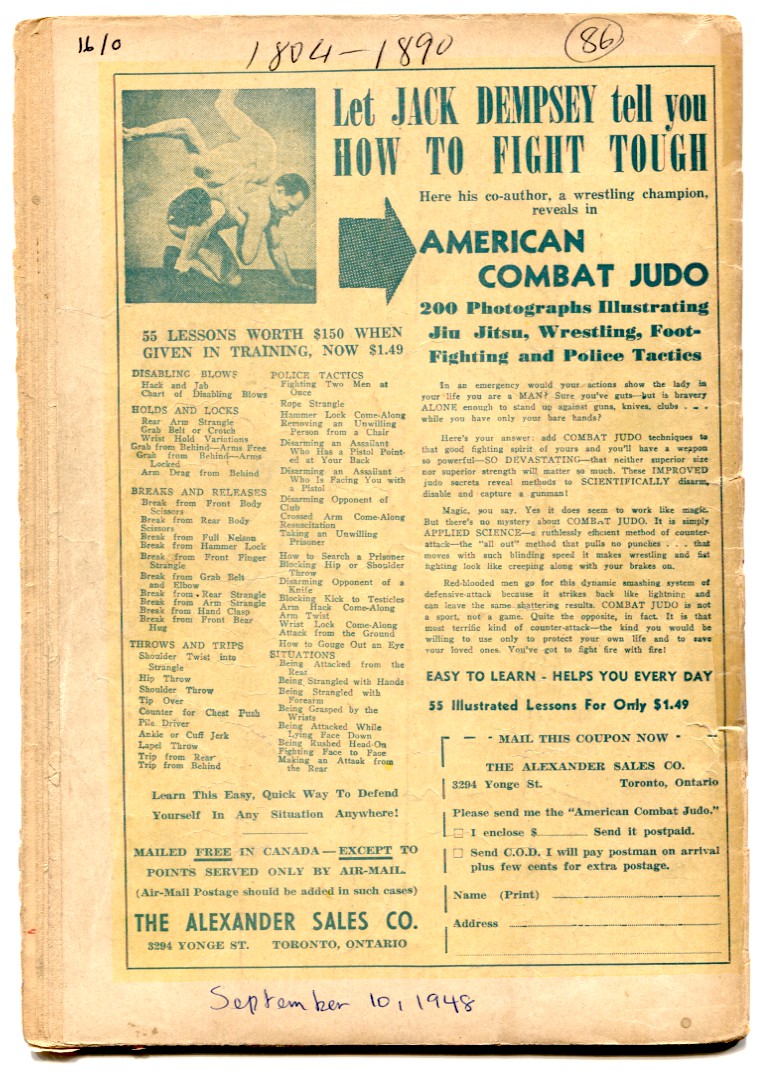 16/0
1804-1890
86
Let JACK DEMPSEY tell you
HOW TO FIGHT TOUGH
Here his co-author, a wrestling champion,
reveals in
AMERICAN
COMBAT JUDO
200 Photographs Illustrating
Jiu Jitsu, Wrestling, Foot-
Fighting and Police Tactics
55 LESSONS WORTH $150 WHEN
GIVEN IN TRAINING, NOW $1.49
DISABLING BLOWS
Hack and Jab
Chart of Disabling Blows
HOLDS AND LOCKS
Rear Arm Strangle
Grab Belt or Crotch
Wrist Hold Variations
Grab from Behind—Arms Free
Grab from Behind—Arms
Locked
Arm Drag from Behind
BREAKS AND RELEASES
Break from Front Body
Scissors
Break from Rear Body
Scissors
Break from Full Nelson
Break from Hammer Lock
Break from Front Finger
Strangle
Break from Grab Belt
and Elbow
Break from Rear Strangle
Break from Arm Strangle
Break from Hand Clasp
Break from Front Bear
Hug
THROWS AND TRIPS
Shoulder Twist into
Strangle
Hip Throw
Shoulder Throw
Tip Over
Counter for Chest Push
Pile Driver
Ankle or Cuff Jerk
Lapel Throw
Trip from Rear
Trip from Behind
POLICE TACTICS
Fighting Two Men at
Once
Rope Strangle
Hammer Lock Come-Along
Removing an Unwilling
Person from a Chair
Disarming an Assailant
Who Has a Pistol Point-
ed at Your Back
Disarming an Assailant
Who Is Facing You with
a Pistol
Disarming Opponent of
Club
Crossed Arm Come-Along
Resuscitation
Taking an Unwilling
Prisoner
How to Search a Prisoner
Blocking Hip or Shoulder
Throw
Disarming Opponent of a
Knife
Blocking Kick to Testicles
Arm Hack Come-Along
Arm Twist
Wrist Lock Come-Along
Attack from the Ground
How to Gouge Out an Eye
SITUATIONS
Being Attacked from the
Rear
Being Strangled with Hands
Being Strangled with
Forearm
Being Grasped by the
Wrists
Being Attacked While
Lying Face Down
Being Rushed Head-On
Fighting Face to Face
Making an Attack from
the Rear
Learn This Easy, Quick Way To Defend
Yourself In Any Situation Anywhere!
MAILED FREE IN CANADA—EXCEPT TO
POINTS SERVED ONLY BY AIR-MAIL.
(Air-Mail Postage should be added in such cases)
THE ALEXANDER SALES CO.
3294 YONGE ST. TORONTO, ONTARIO
In an emergency would your actions show the lady in
your life you are a MAN? Sure you've guts—but is bravery
ALONE enough to stand up against guns, knives, clubs . . .
while you have only your bare hands?
Here's your answer: add COMBAT JUDO techniques to
that good fighting spirit of yours and you'll have a weapon
so powerful—SO DEVASTATING—that neither superior size
nor superior strength will matter so much. These IMPROVED
judo secrets reveal methods to SCIENTIFICALLY disarm,
disable and capture a gunman!
Magic, you say. Yes it does seem to work like magic.
But there's no mystery about COMBAT JUDO. It is simply
APPLIED SCIENCE—a ruthlessly efficient method of counter-
attack—the "all out" method that pulls no punches . . . that
moves with such blinding speed it makes wrestling and fist
fighting look like creeping along with your brakes on.
Red-blooded men go for this dynamic smashing system of
defensive-attack because it strikes back like lightning and
can leave the same shattering results. COMBAT JUDO is not
a sport, not a game. Quite the opposite, in fact. It is that
most terrific kind of counter-attack—the kind you would be
willing to use only to protect your own life and to save
your loved ones. You've got to fight fire with fire!
EASY TO LEARN - HELPS YOU EVERY DAY
55 Illustrated Lessons For Only $1.49
MAIL THIS COUPON NOW
THE ALEXANDER SALES CO.
3294 Yonge St. Toronto, Ontario
Please send me the "American Combat Judo."
I enclose $ Send it postpaid.
Send C.O.D. I will pay postman on arrival
plus few cents for extra postage.
Name (Print)
Address
September 10, 1948